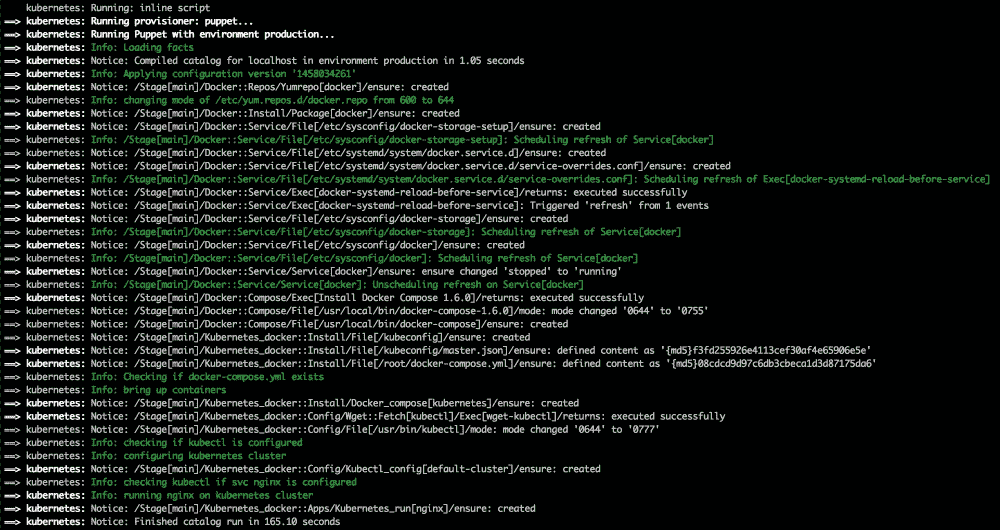 kubernetes: Running: inline script
==> kubernetes: Running provisioner: puppet...
==> kubernetes: Running Puppet with environment production...
==> kubernetes: Info: Loading facts
==> kubernetes: Notice: Compiled catalog for localhost in environment production in 1.05 seconds
==> kubernetes: Info: Applying configuration version '1458034261'
==> kubernetes: Notice: /Stage[main]/Docker::Repos/Yumrepo[docker]/ensure: created
==> kubernetes: Info: changing mode of /etc/yum.repos.d/docker.repo from 600 to 644
==> kubernetes: Notice: /Stage[main]/Docker::Install/Package[docker]/ensure: created
==> kubernetes: Notice: /Stage[main]/Docker::Service/File[/etc/sysconfig/docker-storage-setup]/ensure: created
==> kubernetes: Info: /Stage[main]/Docker::Service/File[/etc/sysconfig/docker-storage-setup]: Scheduling refresh of Service[docker]
==> kubernetes: Notice: /Stage[main]/Docker::Service/File[/etc/systemd/system/docker.service.d]/ensure: created
==> kubernetes: Notice: /Stage[main]/Docker::Service/File[/etc/systemd/system/docker.service.d/service-overrides.conf]/ensure: created
==> kubernetes: Info: /Stage[main]/Docker::Service/File[/etc/systemd/system/docker.service.d/service-overrides.conf]: Scheduling refresh of Exec[docker-systemd-reload-before-service]
==> kubernetes: Notice: /Stage[main]/Docker::Service/Exec[docker-systemd-reload-before-service]/returns: executed successfully
==> kubernetes: Notice: /Stage[main]/Docker::Service/Exec[docker-systemd-reload-before-service]: Triggered 'refresh' from 1 events
==> kubernetes: Notice: /Stage[main]/Docker::Service/File[/etc/sysconfig/docker-storage]/ensure: created
==> kubernetes: Info: /Stage[main]/Docker::Service/File[/etc/sysconfig/docker-storage]: Scheduling refresh of Service[docker]
==> kubernetes: Notice: /Stage[main]/Docker::Service/File[/etc/sysconfig/docker]/ensure: created
==> kubernetes: Info: /Stage[main]/Docker::Service/File[/etc/sysconfig/docker]: Scheduling refresh of Service[docker]
==> kubernetes: Notice: /Stage[main]/Docker::Service/Service[docker]/ensure: ensure changed 'stopped' to 'running'
==> kubernetes: Info: /Stage[main]/Docker::Service/Service[docker]: Unscheduling refresh on Service[docker]
==> kubernetes: Notice: /Stage[main]/Docker::Compose/Exec[Install Docker Compose 1.6.0]/returns: executed successfully
==> kubernetes: Notice: /Stage[main]/Docker::Compose/File[/usr/local/bin/docker-compose-1.6.0]/mode: mode changed '0644' to '0755'
==> kubernetes: Notice: /Stage[main]/Docker::Compose/File[/usr/local/bin/docker-compose]/ensure: created
==> kubernetes: Notice: /Stage[main]/Kubernetes_docker::Install/File[/kubeconfig]/ensure: created
==> kubernetes: Notice: /Stage[main]/Kubernetes_docker::Install/File[/kubeconfig/master.json]/ensure: defined content as '{md5}f3fd255926e4113cef30af4e65906e5e'
==> kubernetes: Notice: /Stage[main]/Kubernetes_docker::Install/File[/root/docker-compose.yml]/ensure: defined content as '{md5}08cdcd9d97c6db3cbeca1d3d87175da6'
==> kubernetes: Info: Checking if docker-compose.yml exists
==> kubernetes: Info: bring up containers
==> kubernetes: Notice: /Stage[main]/Kubernetes_docker::Install/Docker_compose[kubernetes]/ensure: created
==> kubernetes: Notice: /Stage[main]/Kubernetes_docker::Config/Wget::Fetch[kubectl]/Exec[wget-kubectl]/returns: executed successfully
==> kubernetes: Notice: /Stage[main]/Kubernetes_docker::Config/File[/usr/bin/kubectl]/mode: mode changed '0644' to '0777'
==> kubernetes: Info: checking if kubectl is configured
==> kubernetes: Info: configuring kubernetes cluster
==> kubernetes: Notice: /Stage[main]/Kubernetes_docker::Config/Kubectl_config[default-cluster]/ensure: created
==> kubernetes: Info: checking kubectl if svc nginx is configured
==> kubernetes: Info: running nginx on kubernetes cluster
==> kubernetes: Notice: /Stage[main]/Kubernetes_docker::Apps/Kubernetes_run[nginx]/ensure: created
==> kubernetes: Notice: Finished catalog run in 165.10 seconds